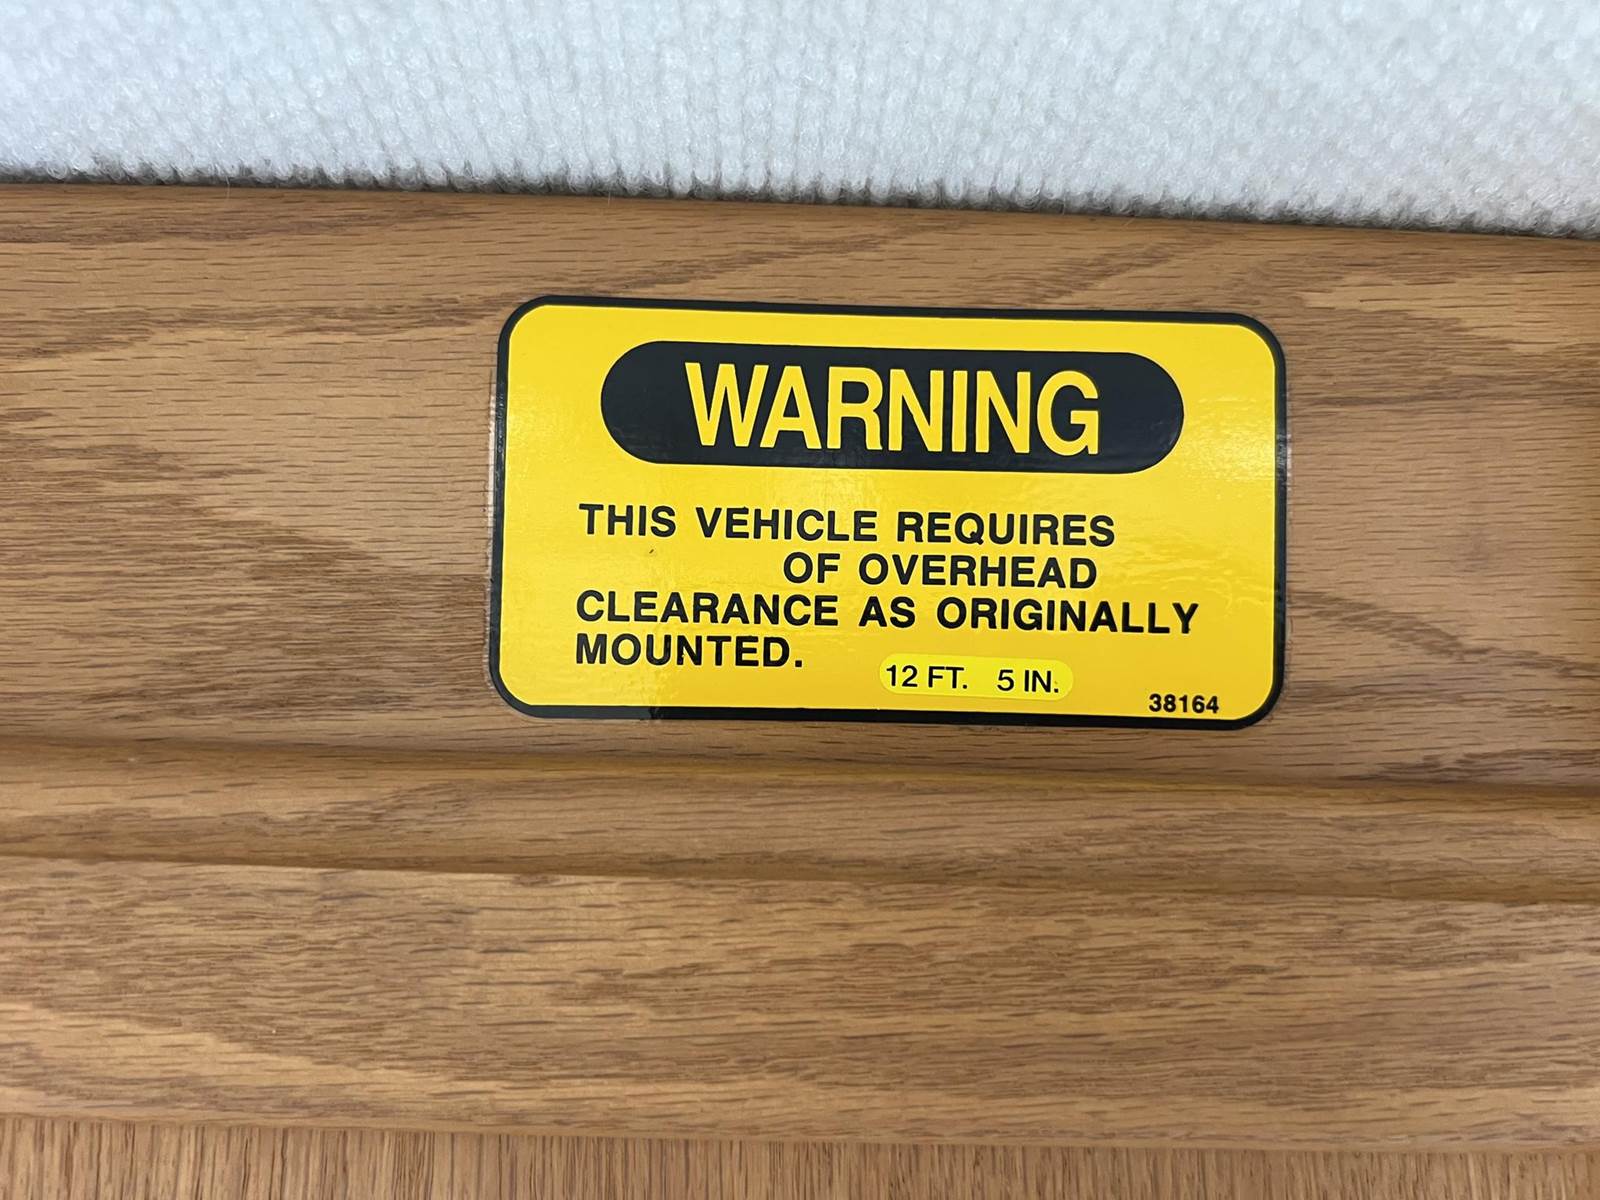 WARNING
THIS VEHICLE REQUIRES
OF OVERHEAD
CLEARANCE AS ORIGINALLY
MOUNTED.
12 FT. 5 IN.
38164